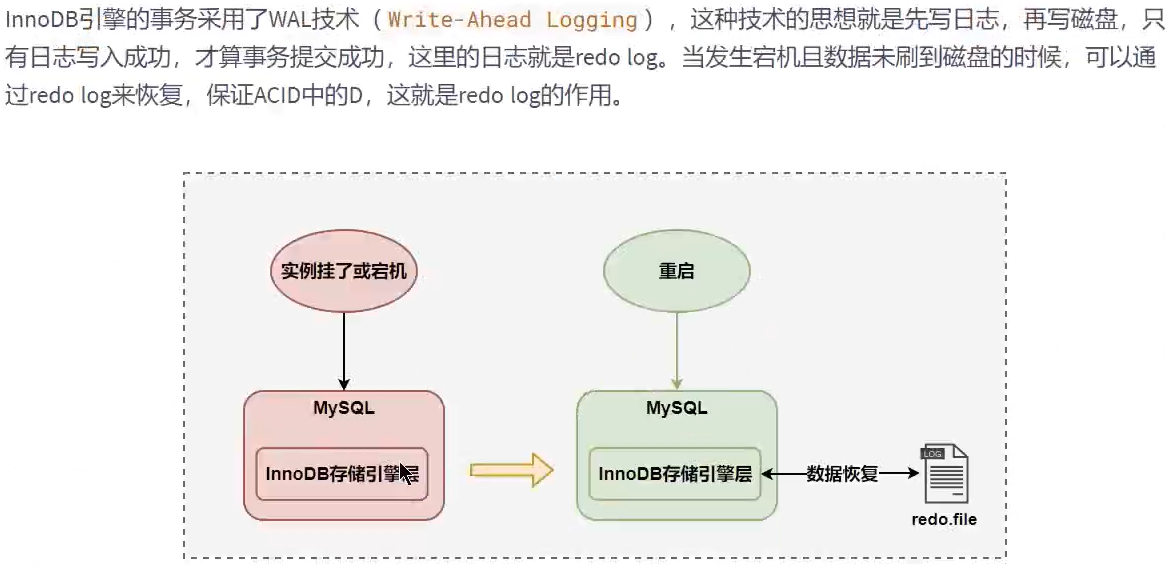 InnoDB引擎的事务采用了WAL技术（Write-Ahead Logging），这种技术的思想就是先写日志，再写磁盘，只
有日志写入成功，才算事务提交成功，这里的日志就是redo log。当发生宕机且数据未刷到磁盘的时候，可以通
过redo log来恢复，保证ACID中的D，这就是redo log的作用。
实例挂了或宕机
重启
MySQL
MySQL
InnoDB存储引擎层
InnoDB存储引擎层
数据恢复
LOG
redo.file